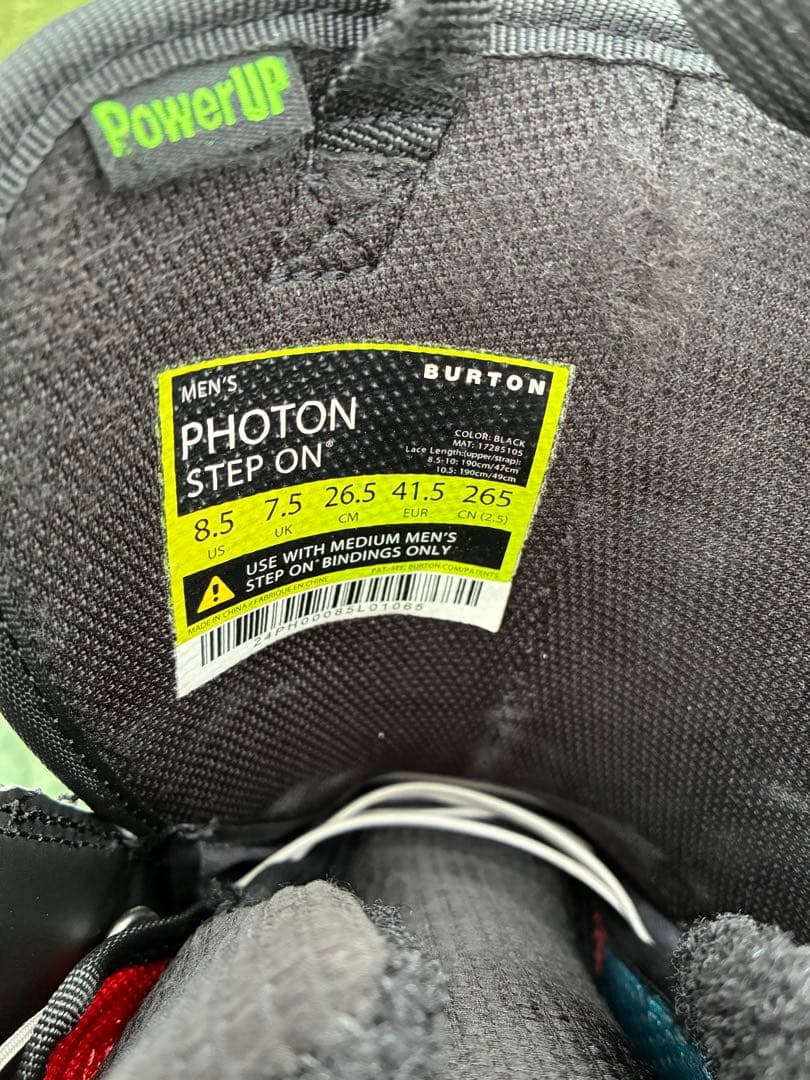 PowerUP
MEN'S
BURTON
PHOTON
STEP ON®
COLOR: BLACK
MAT: 17285105
Lace Length:(upper/strap):
8.5-10: 190cm/47cm
10.5: 190cm/49cm
8.5 7.5 26.5 41.5 265
US UK CM EUR CN (2.5)
USE WITH MEDIUM MEN'S
STEP ON® BINDINGS ONLY
MADE IN CHINA / FABRIQUÉ EN CHINE PAT.-SEE: BURTON.COM/PATENTS
24PH00085L01065